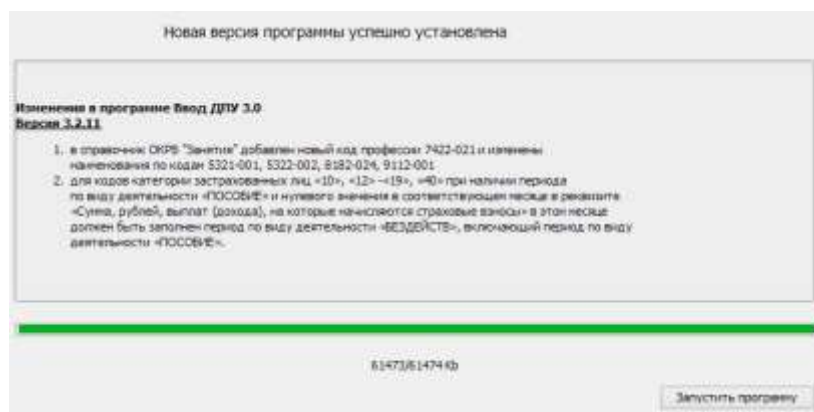 Новая версия программы успешно установлена
Изменения в программе Ввод ДПУ 3.0
Версия 3.2.11
1. в справочник ОКРБ "Занятия" добавлен новый код профессии 7422-021 и изменены
наименования по кодам 5321-001, 5322-002, 8182-024, 9112-001
2. для кодов категории застрахованных лиц «10», «12» -«19», «40» при наличии периода
по виду деятельности «ПОСОБИЕ» и нулевого значения в соответствующем месяце в реквизите
«Сумма, рублей, выплат (дохода), на которые начисляются страховые взносы» в этом месяце
должен быть заполнен период по виду деятельности «БЕЗДЕЙСТВ», включающий период по виду
деятельности «ПОСОБИЕ».
61473/61474 Kb
Запустить программу